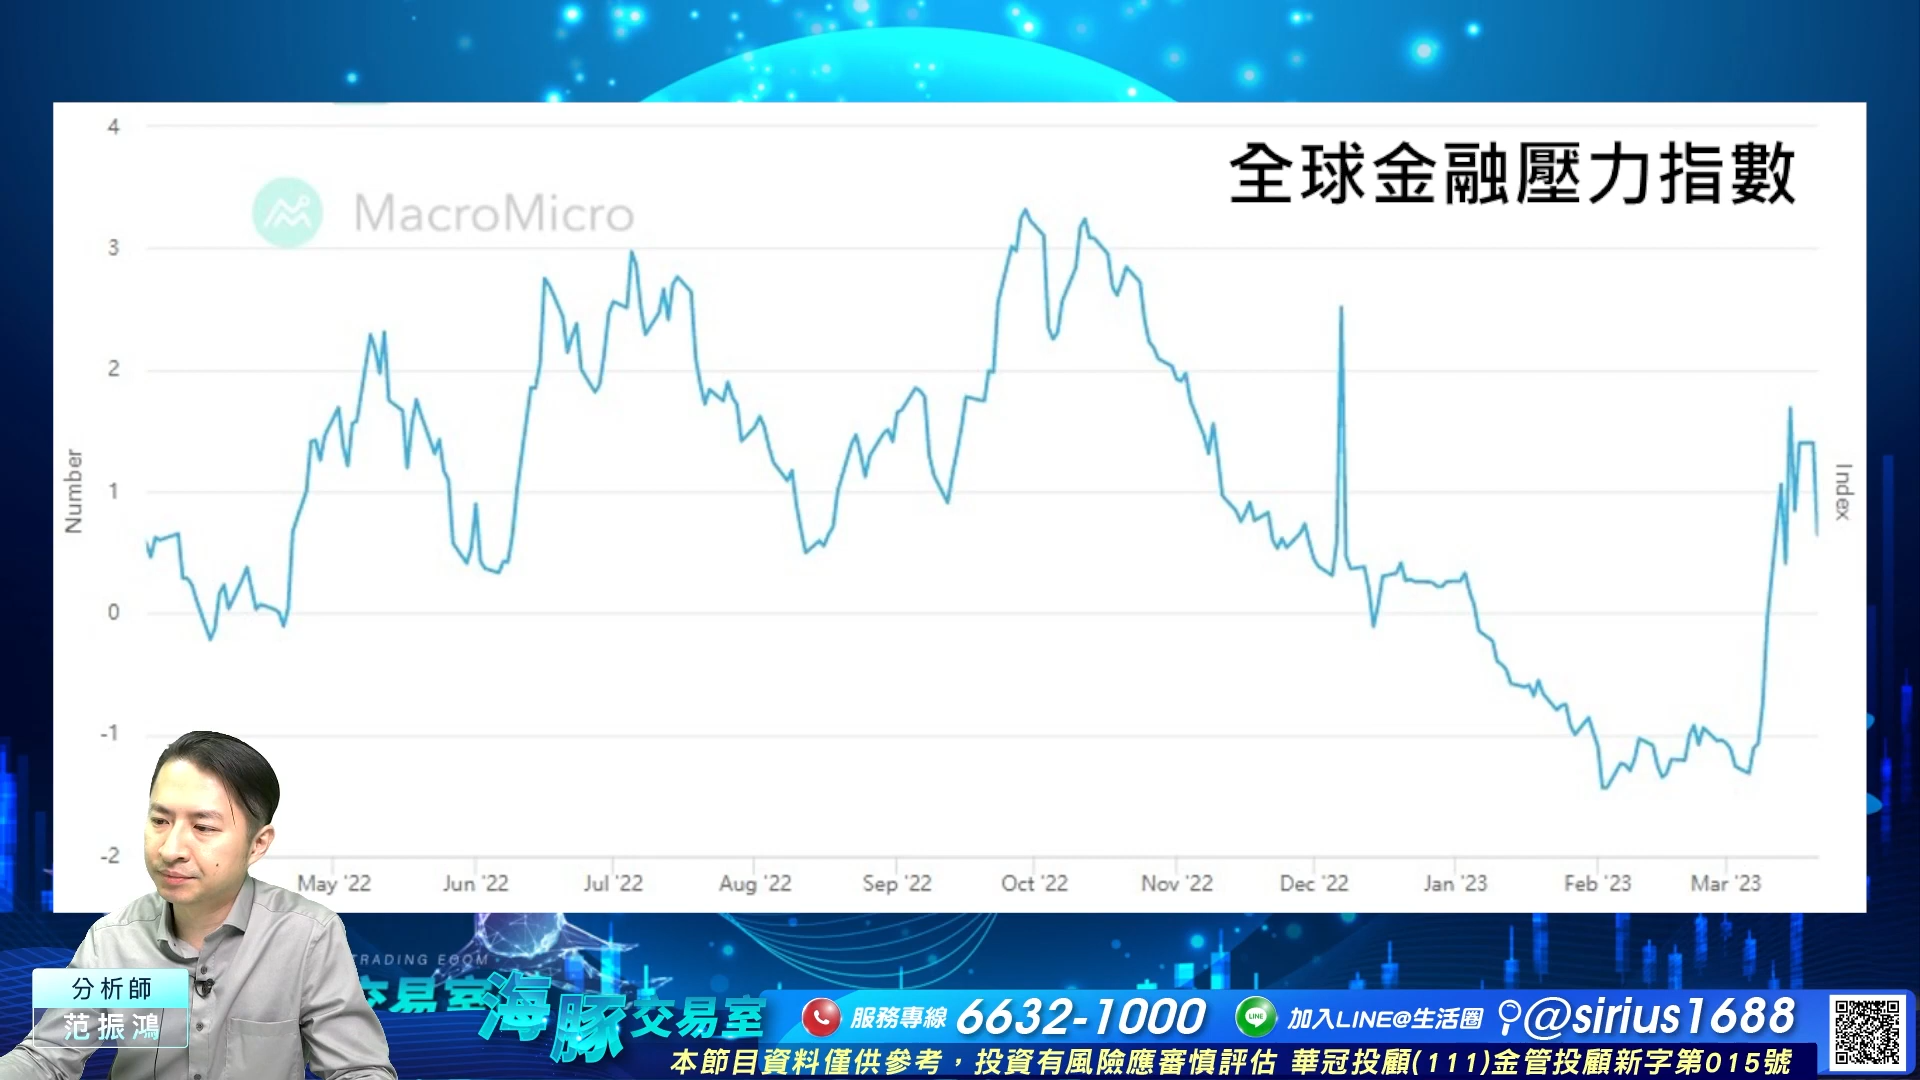 全球金融壓力指數
MacroMicro
4
3
2
1
0
-1
-2
Number
Index
May '22
Jun '22
Jul '22
Aug '22
Sep '22
Oct '22
Nov '22
Dec '22
Jan '23
Feb '23
Mar '23
分析師
范振鴻
交易室
海豚交易室
服務專線 6632-1000
LINE
加入LINE@生活圈 @sirius1688
本節目資料僅供參考，投資有風險應審慎評估 華冠投顧(111)金管投顧新字第015號